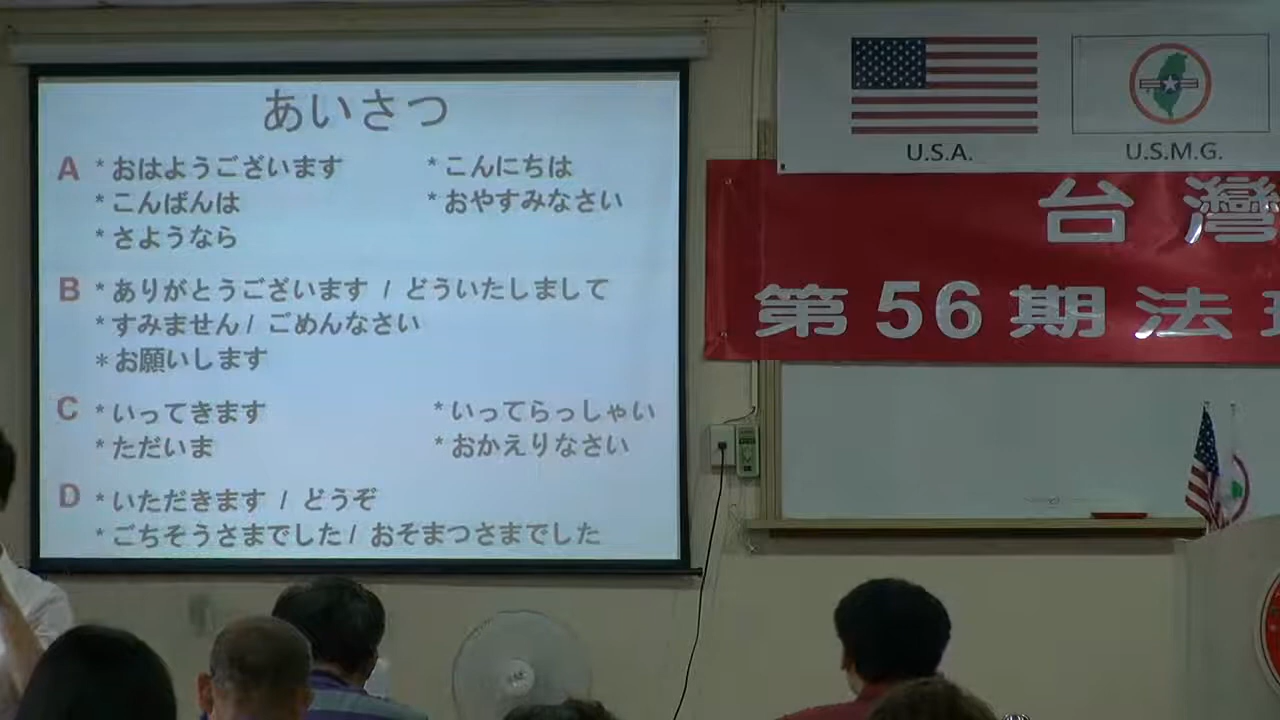 あいさつ
A *おはようございます *こんにちは
*こんばんは *おやすみなさい
*さようなら
B *ありがとうございます / どういたしまして
*すみません / ごめんなさい
*お願いします
C *いってきます *いってらっしゃい
*ただいま *おかえりなさい
D *いただきます / どうぞ
*ごちそうさまでした / おそまつさまでした
U.S.A. U.S.M.G.
台灣
第56期法